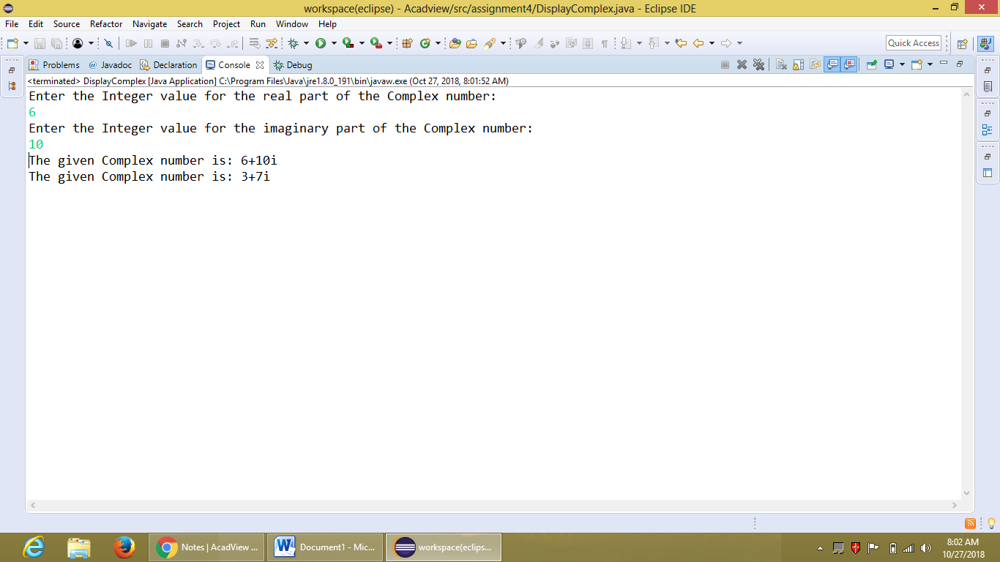 workspace(eclipse) - Acadview/src/assignment4/DisplayComplex.java - Eclipse IDE
File Edit Source Refactor Navigate Search Project Run Window Help
Quick Access
Problems @ Javadoc Declaration Console Debug
<terminated> DisplayComplex [Java Application] C:\Program Files\Java\jre1.8.0_191\bin\javaw.exe (Oct 27, 2018, 8:01:52 AM)
Enter the Integer value for the real part of the Complex number:
6
Enter the Integer value for the imaginary part of the Complex number:
10
The given Complex number is: 6+10i
The given Complex number is: 3+7i
Notes | AcadView ... Document1 - Mic... workspace(eclips...
8:02 AM
10/27/2018